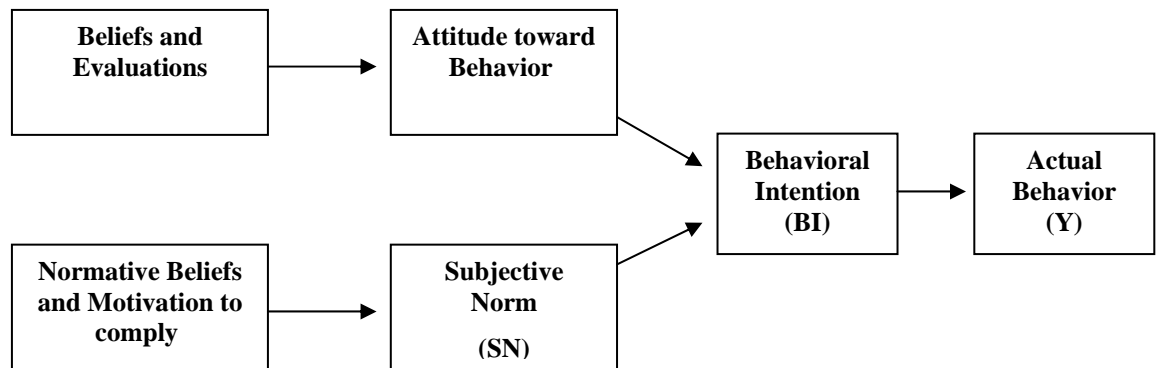 Beliefs and
Evaluations
Attitude toward
Behavior
Behavioral
Intention
(BI)
Actual
Behavior
(Y)
Normative Beliefs
and Motivation to
comply
Subjective
Norm
(SN)